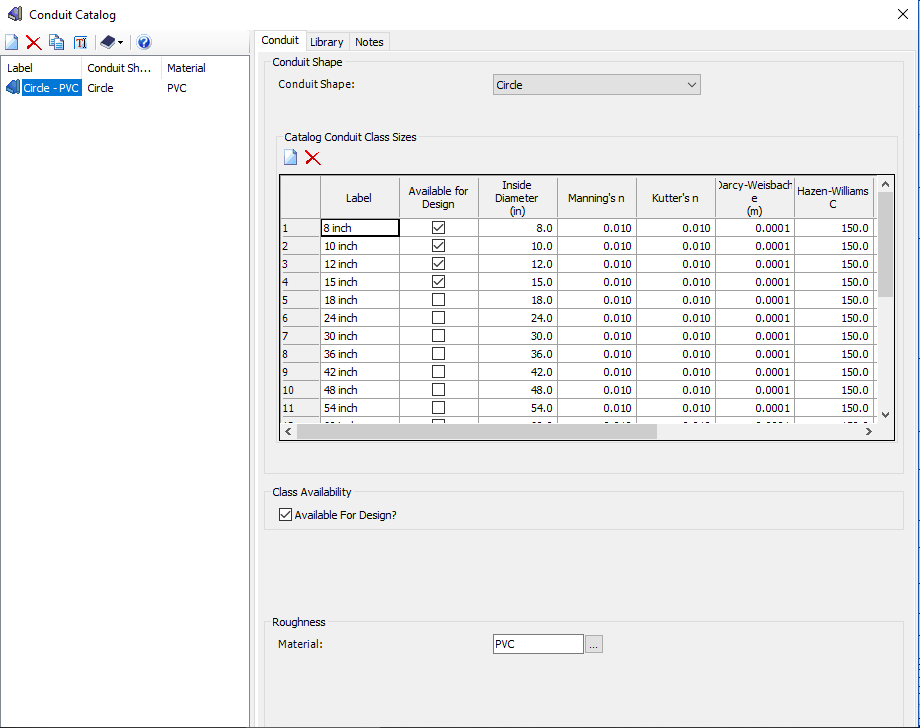 Conduit Catalog
Label Conduit Sh... Material
Circle - PVC Circle PVC
Conduit Library Notes
Conduit Shape
Conduit Shape: Circle
Catalog Conduit Class Sizes
Label Available for Design Inside Diameter (in) Manning's n Kutter's n Darcy-Weisbach e (m) Hazen-Williams C
1 8 inch 8.0 0.010 0.010 0.0001 150.0
2 10 inch 10.0 0.010 0.010 0.0001 150.0
3 12 inch 12.0 0.010 0.010 0.0001 150.0
4 15 inch 15.0 0.010 0.010 0.0001 150.0
5 18 inch 18.0 0.010 0.010 0.0001 150.0
6 24 inch 24.0 0.010 0.010 0.0001 150.0
7 30 inch 30.0 0.010 0.010 0.0001 150.0
8 36 inch 36.0 0.010 0.010 0.0001 150.0
9 42 inch 42.0 0.010 0.010 0.0001 150.0
10 48 inch 48.0 0.010 0.010 0.0001 150.0
11 54 inch 54.0 0.010 0.010 0.0001 150.0
Class Availability
Available For Design?
Roughness
Material: PVC ...